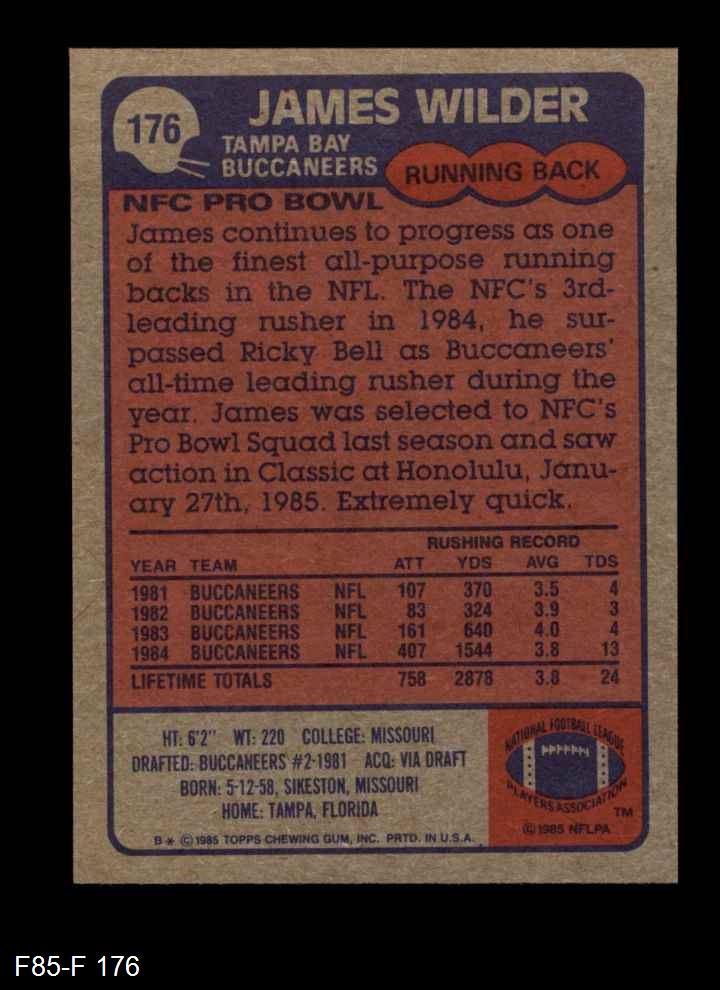 176
JAMES WILDER
TAMPA BAY
BUCCANEERS
RUNNING BACK
NFC PRO BOWL
James continues to progress as one
of the finest all-purpose running
backs in the NFL. The NFC's 3rd-
leading rusher in 1984, he sur-
passed Ricky Bell as Buccaneers'
all-time leading rusher during the
year. James was selected to NFC's
Pro Bowl Squad last season and saw
action in Classic at Honolulu, Janu-
ary 27th, 1985. Extremely quick.
RUSHING RECORD
YEAR TEAM ATT YDS AVG TDS
1981 BUCCANEERS NFL 107 370 3.5 4
1982 BUCCANEERS NFL 83 324 3.9 3
1983 BUCCANEERS NFL 161 640 4.0 4
1984 BUCCANEERS NFL 407 1544 3.8 13
LIFETIME TOTALS 758 2878 3.8 24
HT: 6'2" WT: 220 COLLEGE: MISSOURI
DRAFTED: BUCCANEERS #2-1981 ACQ: VIA DRAFT
BORN: 5-12-58, SIKESTON, MISSOURI
HOME: TAMPA, FLORIDA
B * © 1985 TOPPS CHEWING GUM, INC. PRTD. IN U.S.A.
NATIONAL FOOTBALL LEAGUE
PLAYERS ASSOCIATION
TM
© 1985 NFLPA
F85-F 176